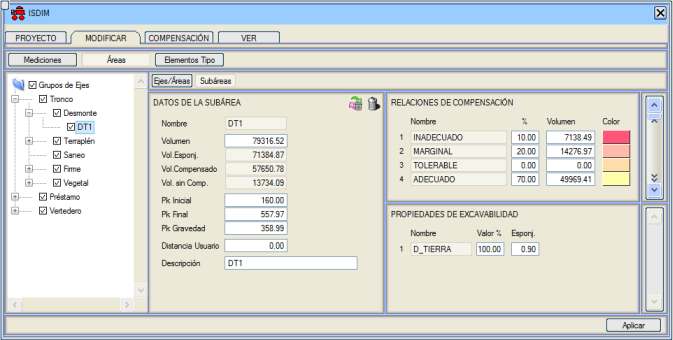 ISDIM
PROYECTO MODIFICAR COMPENSACIÓN VER
Mediciones Áreas Elementos Tipo
Grupos de Ejes
Tronco
Desmonte
DT1
Terraplén
Saneo
Firme
Vegetal
Préstamo
Vertedero
Ejes/Áreas Subáreas
DATOS DE LA SUBÁREA
Nombre DT1
Volumen 79316.52
Vol.Esponj. 71384.87
Vol.Compensado 57650.78
Vol. sin Comp. 13734.09
Pk Inicial 160.00
Pk Final 557.97
Pk Gravedad 358.99
Distancia Usuario 0.00
Descripción DT1
RELACIONES DE COMPENSACIÓN
Nombre % Volumen Color
1 INADECUADO 10.00 7138.49
2 MARGINAL 20.00 14276.97
3 TOLERABLE 0.00 0.00
4 ADECUADO 70.00 49969.41
PROPIEDADES DE EXCAVABILIDAD
Nombre Valor % Esponj.
1 D_TIERRA 100.00 0.90
Aplicar